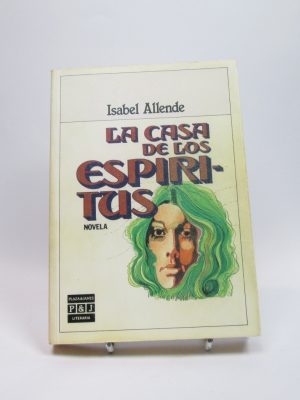 Isabel Allende
LA CASA
DE LOS
ESPIRI-
TUS
NOVELA
PLAZA & JANES
P&J
LITERARIA